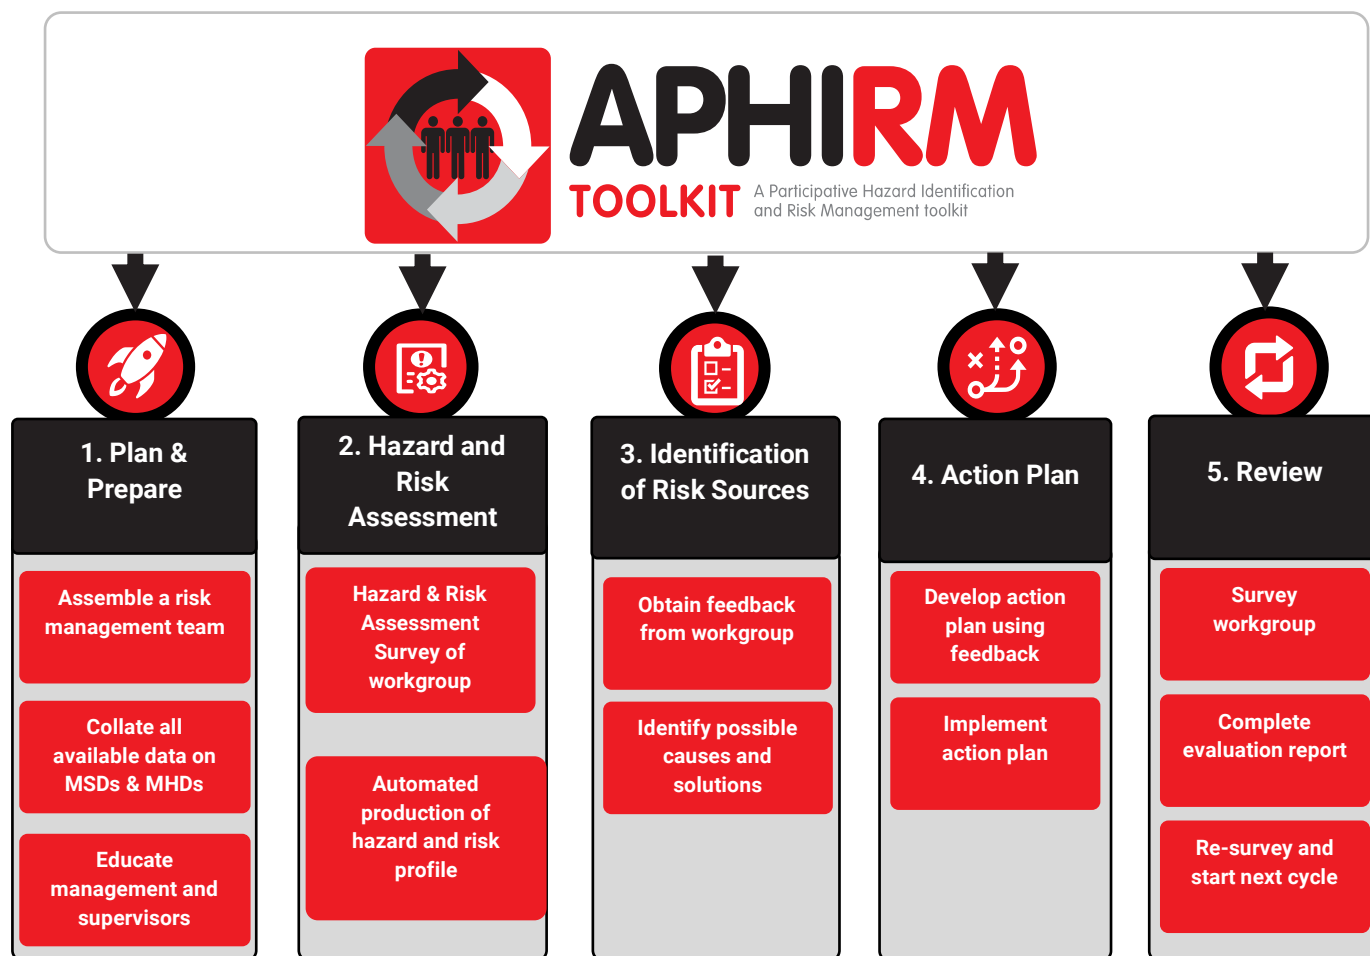 APHIRM
TOOLKIT
A Participative Hazard Identification
and Risk Management toolkit
1. Plan &
Prepare
Assemble a risk
management team
Collate all
available data on
MSDs & MHDs
Educate
management and
supervisors
2. Hazard and
Risk
Assessment
Hazard & Risk
Assessment
Survey of
workgroup
Automated
production of
hazard and risk
profile
3. Identification
of Risk Sources
Obtain feedback
from workgroup
Identify possible
causes and
solutions
4. Action Plan
Develop action
plan using
feedback
Implement
action plan
5. Review
Survey
workgroup
Complete
evaluation report
Re-survey and
start next cycle